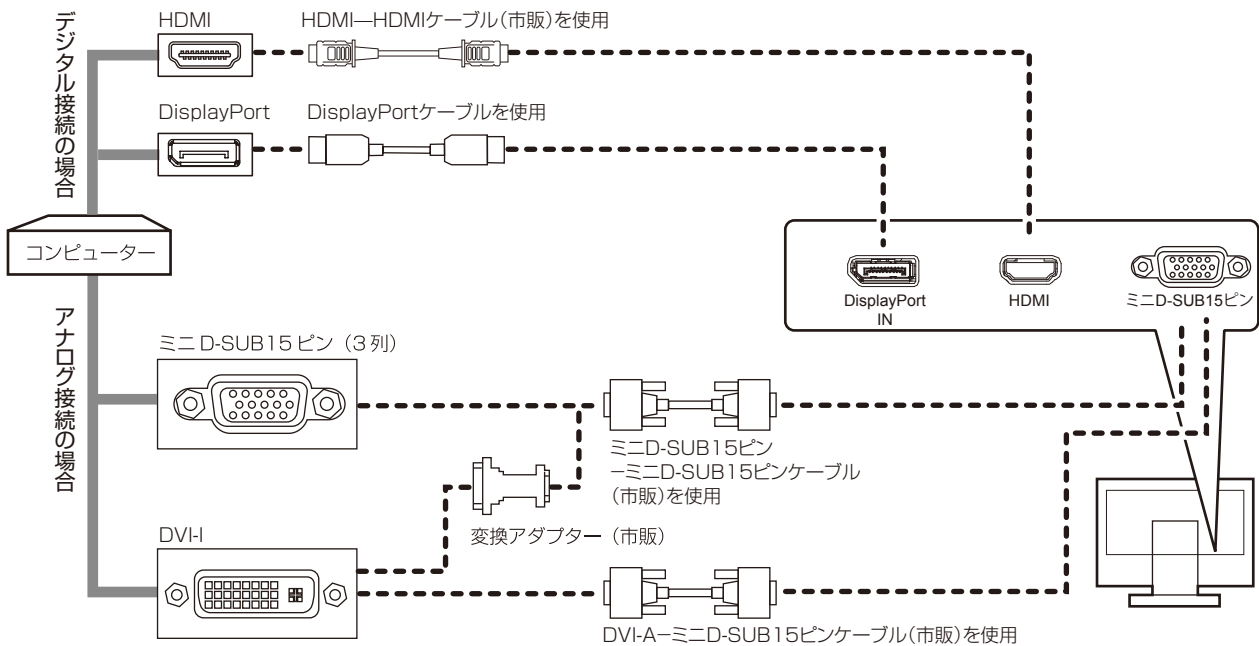 デジタル接続の場合
HDMI
HDMI―HDMIケーブル（市販）を使用
DisplayPort
DisplayPortケーブルを使用
コンピューター
DisplayPort
IN
HDMI
ミニD-SUB15ピン
アナログ接続の場合
ミニ D-SUB15 ピン（3 列）
ミニD-SUB15ピン
−ミニD-SUB15ピンケーブル
（市販）を使用
変換アダプター（市販）
DVI-I
DVI-A−ミニD-SUB15ピンケーブル（市販）を使用